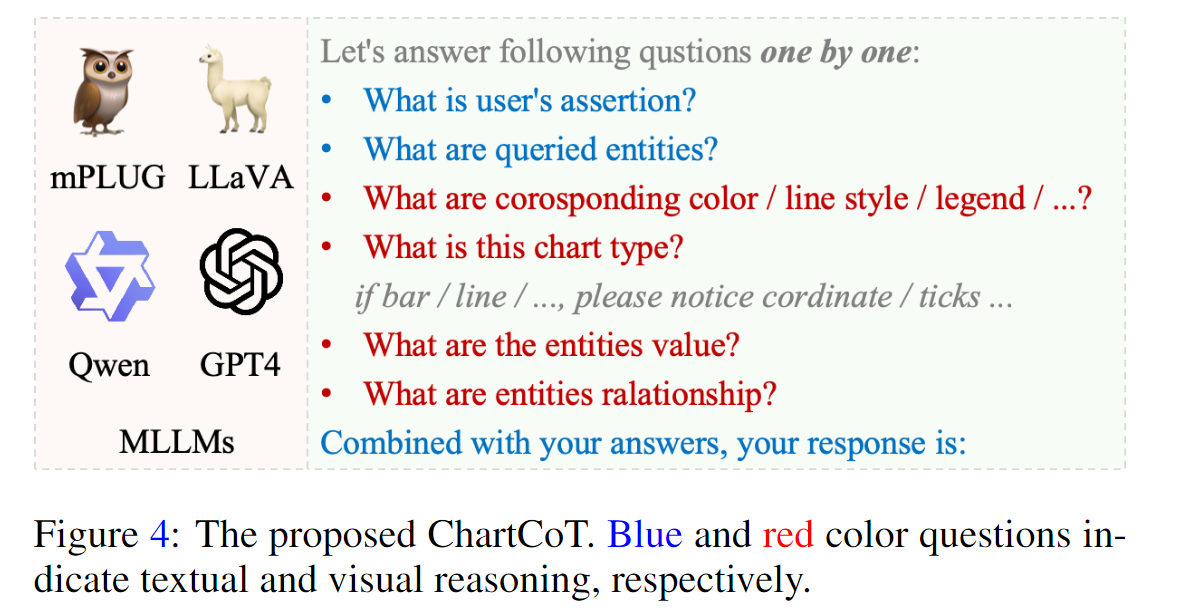 mPLUG LLaVA
Qwen GPT4
MLLMs
Let's answer following qustions one by one:
• What is user's assertion?
• What are queried entities?
• What are corosponding color / line style / legend / ...?
• What is this chart type?
if bar / line / ..., please notice cordinate / ticks ...
• What are the entities value?
• What are entities ralationship?
Combined with your answers, your response is:
Figure 4: The proposed ChartCoT. Blue and red color questions in-
dicate textual and visual reasoning, respectively.